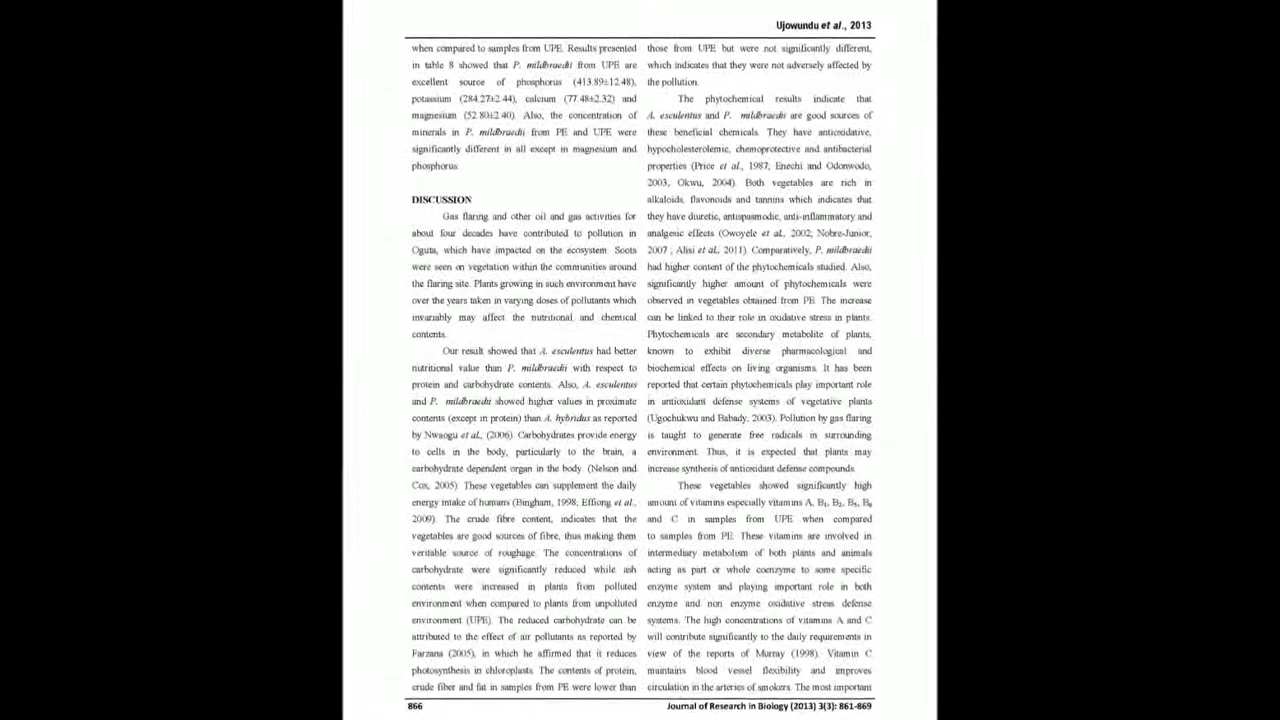 Ujowundu et al., 2013
when compared to samples from UPE. Results presented
in table 8 showed that P. mildbraedii from UPE are
excellent source of phosphorus (413.89±12.48),
potassium (284.27±2.44), calcium (77.48±2.32) and
magnesium (52.80±2.40). Also, the concentration of
minerals in P. mildbraedii from PE and UPE were
significantly different in all except in magnesium and
phosphorus.
DISCUSSION
Gas flaring and other oil and gas activities for
about four decades have contributed to pollution in
Oguta, which have impacted on the ecosystem. Soots
were seen on vegetation within the communities around
the flaring site. Plants growing in such environment have
over the years taken in varying doses of pollutants which
invariably may affect the nutritional and chemical
contents.
Our result showed that A. esculentus had better
nutritional value than P. mildbraedii with respect to
protein and carbohydrate contents. Also, A. esculentus
and P. mildbraedii showed higher values in proximate
contents (except in protein) than A. hybridus as reported
by Nwaogu et al., (2006). Carbohydrates provide energy
to cells in the body, particularly to the brain, a
carbohydrate dependent organ in the body. (Nelson and
Cox, 2005). These vegetables can supplement the daily
energy intake of humans (Bingham, 1998; Effiong et al.,
2009). The crude fibre content, indicates that the
vegetables are good sources of fibre, thus making them
veritable source of roughage. The concentrations of
carbohydrate were significantly reduced while ash
contents were increased in plants from polluted
environment when compared to plants from unpolluted
environment (UPE). The reduced carbohydrate can be
attributed to the effect of air pollutants as reported by
Farzana (2005), in which he affirmed that it reduces
photosynthesis in chloroplasts. The contents of protein,
crude fiber and fat in samples from PE were lower than
those from UPE but were not significantly different,
which indicates that they were not adversely affected by
the pollution.
The phytochemical results indicate that
A. esculentus and P. mildbraedii are good sources of
these beneficial chemicals. They have antioxidative,
hypocholesterolemic, chemoprotective and antibacterial
properties (Price et al., 1987, Enechi and Odonwodo,
2003, Okwu, 2004). Both vegetables are rich in
alkaloids, flavonoids and tannins which indicates that
they have diuretic, antispasmodic, anti-inflammatory and
analgesic effects (Owoyele et al., 2002; Nobre-Junior,
2007 ; Alisi et al., 2011). Comparatively, P. mildbraedii
had higher content of the phytochemicals studied. Also,
significantly higher amount of phytochemicals were
observed in vegetables obtained from PE. The increase
can be linked to their role in oxidative stress in plants.
Phytochemicals are secondary metabolite of plants,
known to exhibit diverse pharmacological and
biochemical effects on living organisms. It has been
reported that certain phytochemicals play important role
in antioxidant defense systems of vegetative plants
(Ugochukwu and Babady, 2003). Pollution by gas flaring
is taught to generate free radicals in surrounding
environment. Thus, it is expected that plants may
increase synthesis of antioxidant defense compounds.
These vegetables showed significantly high
amount of vitamins especially vitamins A, B₁, B₂, B₃, B₆
and C in samples from UPE when compared
to samples from PE. These vitamins are involved in
intermediary metabolism of both plants and animals
acting as part or whole coenzyme to some specific
enzyme system and playing important role in both
enzyme and non enzyme oxidative stress defense
systems. The high concentrations of vitamins A and C
will contribute significantly to the daily requirements in
view of the reports of Murray (1998). Vitamin C
maintains blood vessel flexibility and improves
circulation in the arteries of smokers. The most important
866
Journal of Research in Biology (2013) 3(3): 861-869